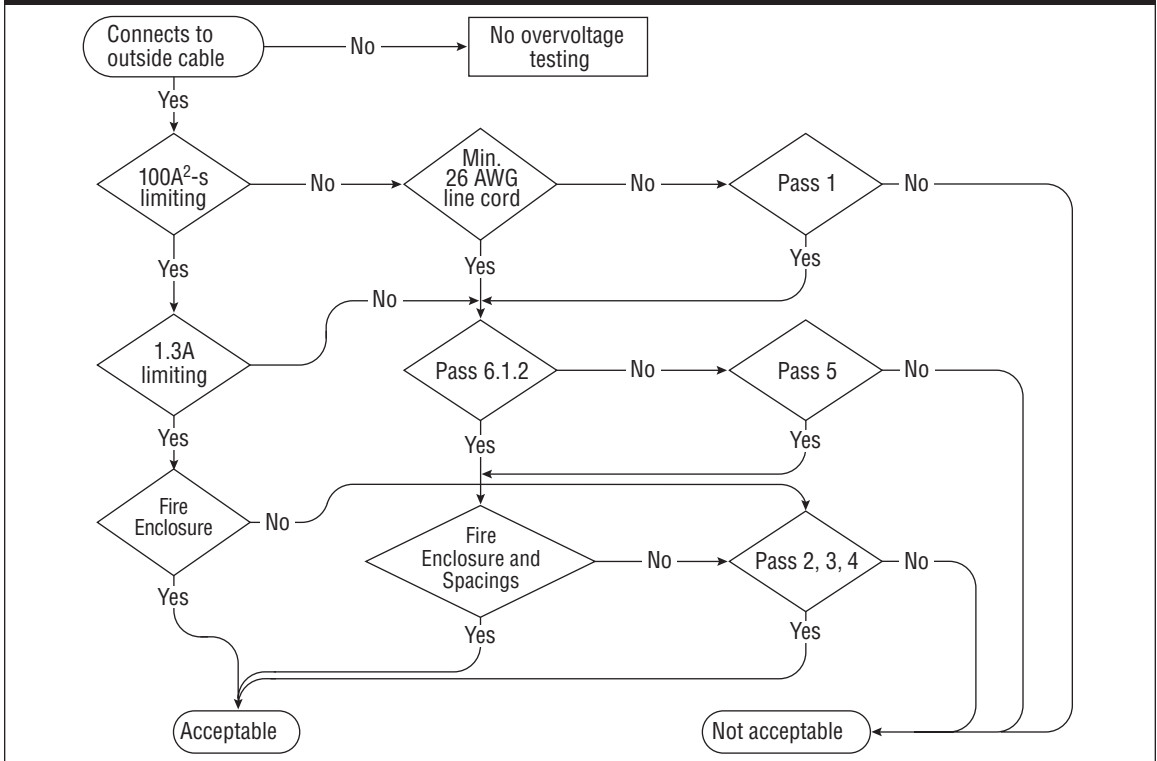 Connects to
outside cable
No
No overvoltage
testing
Yes
100A²-s
limiting
No
Min.
26 AWG
line cord
No
Pass 1
No
Yes
Yes
Yes
No
1.3A
limiting
Pass 6.1.2
No
Pass 5
No
Yes
Yes
Yes
Fire
Enclosure
No
Fire
Enclosure and
Spacings
No
Pass 2, 3, 4
No
Yes
Yes
Yes
Acceptable
Not acceptable